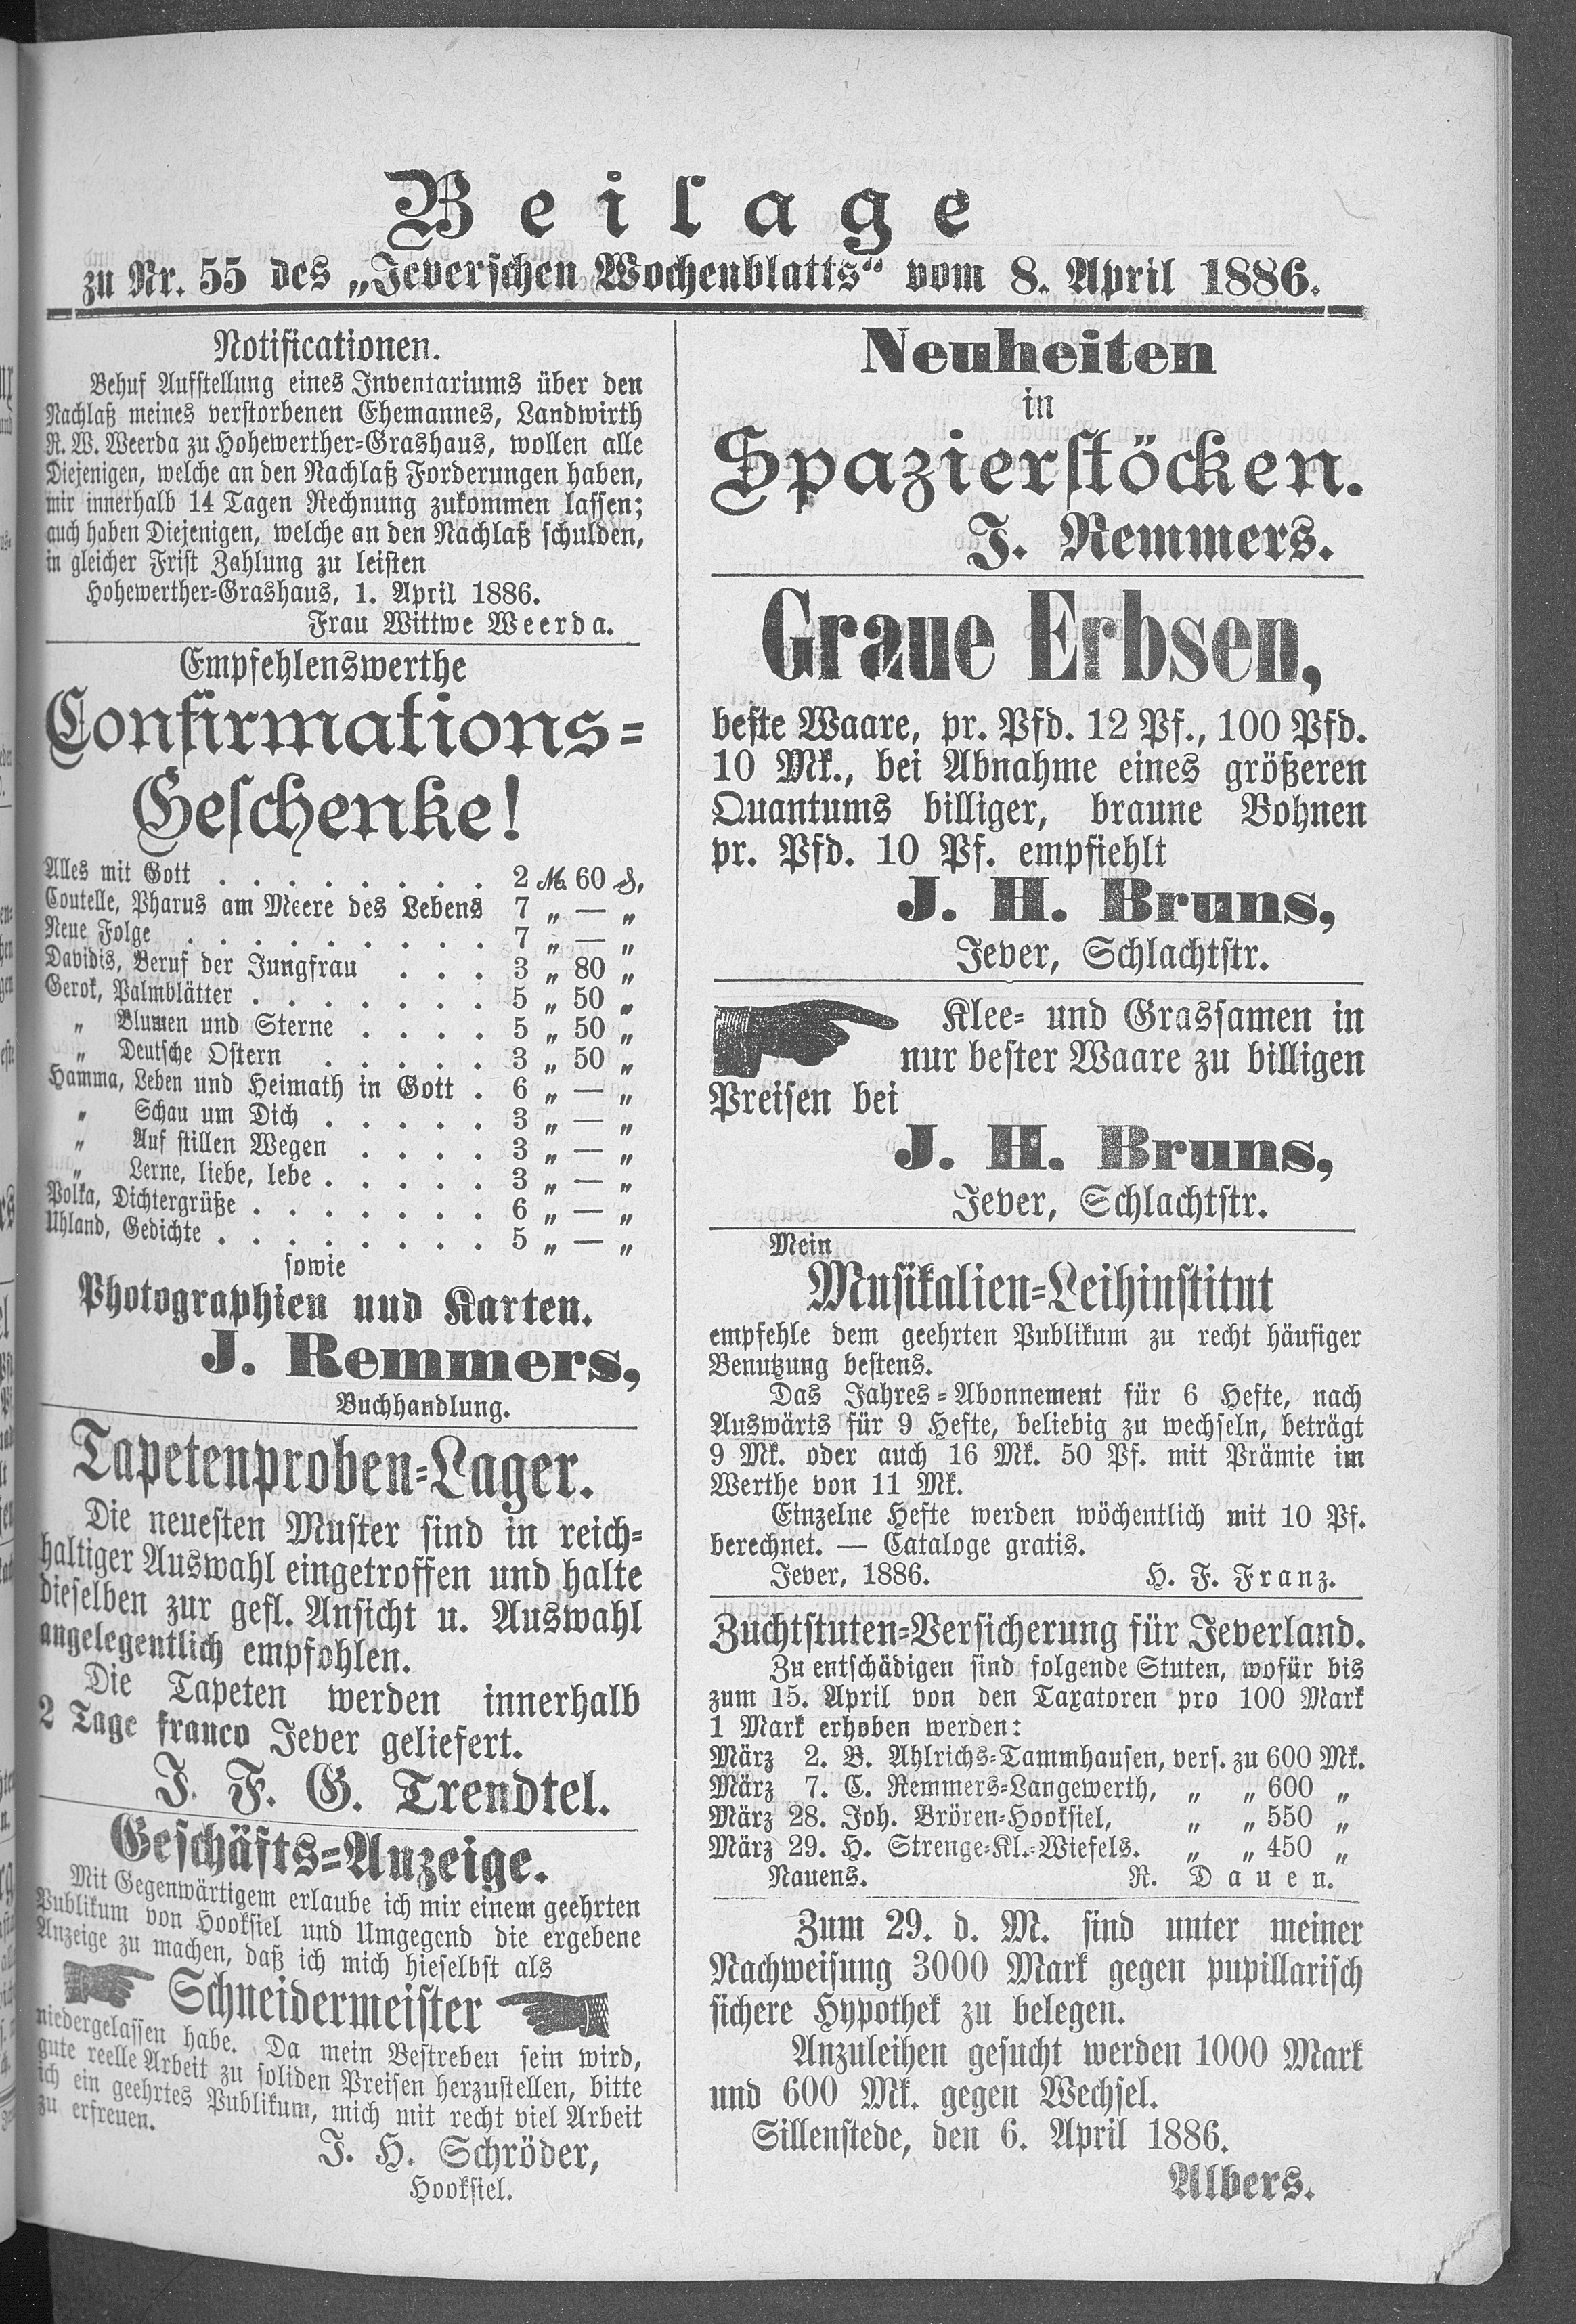 Beilage
zu Nr. 55 des „Jeverschen Wochenblatts“ vom 8. April 1886.
Notificationen.
Behuf Aufstellung eines Inventariums über den
Nachlaß meines verstorbenen Ehemannes, Landwirth
R. W. Weerda zu Hohewerther-Grashaus, wollen alle
Diejenigen, welche an den Nachlaß Forderungen haben,
mir innerhalb 14 Tagen Rechnung zukommen lassen;
auch haben Diejenigen, welche an den Nachlaß schulden,
in gleicher Frist Zahlung zu leisten
Hohewerther-Grashaus, 1. April 1886.
Frau Wittwe Weerda.
Empfehlenswerthe
Confirmations-
Geschenke!
Alles mit Gott . . . . . . . . 2 M. 60 ₰,
Coutelle, Pharus am Meere des Lebens 7 „ — „
Neue Folge . . . . . . . . . 7 „ — „
Davidis, Beruf der Jungfrau . . . 3 „ 80 „
Gerok, Palmblätter . . . . . . . 5 „ 50 „
„ Blumen und Sterne . . . . 5 „ 50 „
„ Deutsche Ostern . . . . . 3 „ 50 „
Hamma, Leben und Heimath in Gott . 6 „ — „
„ Schau um Dich . . . . . 3 „ — „
„ Auf stillen Wegen . . . . 3 „ — „
„ Lerne, liebe, lebe . . . . . 3 „ — „
Polka, Dichtergrüße . . . . . . . 6 „ — „
Uhland, Gedichte . . . . . . . . 5 „ — „
sowie
Photographien und Karten.
J. Remmers,
Buchhandlung.
Tapetenproben-Lager.
Die neuesten Muster sind in reich-
haltiger Auswahl eingetroffen und halte
dieselben zur gefl. Ansicht u. Auswahl
angelegentlich empfohlen.
Die Tapeten werden innerhalb
2 Tage franco Jever geliefert.
J. F. G. Trendtel.
Geschäfts-Anzeige.
Mit Gegenwärtigem erlaube ich mir einem geehrten
Publikum von Hooksiel und Umgegend die ergebene
Anzeige zu machen, daß ich mich hieselbst als
Schneidermeister
niedergelassen habe. Da mein Bestreben sein wird,
gute reelle Arbeit zu soliden Preisen herzustellen, bitte
ich ein geehrtes Publikum, mich mit recht viel Arbeit
zu erfreuen.
J. H. Schröder,
Hooksiel.
Neuheiten
in
Spazierstöcken.
J. Remmers.
Graue Erbsen,
beste Waare, pr. Pfd. 12 Pf., 100 Pfd.
10 Mk., bei Abnahme eines größeren
Quantums billiger, braune Bohnen
pr. Pfd. 10 Pf. empfiehlt
J. H. Bruns,
Jever, Schlachtstr.
Klee- und Grassamen in
nur bester Waare zu billigen
Preisen bei
J. H. Bruns,
Jever, Schlachtstr.
Mein
Musikalien-Leihinstitut
empfehle dem geehrten Publikum zu recht häufiger
Benutzung bestens.
Das Jahres-Abonnement für 6 Hefte, nach
Auswärts für 9 Hefte, beliebig zu wechseln, beträgt
9 Mk. oder auch 16 Mk. 50 Pf. mit Prämie im
Werthe von 11 Mk.
Einzelne Hefte werden wöchentlich mit 10 Pf.
berechnet. — Cataloge gratis.
Jever, 1886. H. F. Franz.
Zuchtstuten-Versicherung für Jeverland.
Zu entschädigen sind folgende Stuten, wofür bis
zum 15. April von den Taxatoren pro 100 Mark
1 Mark erhoben werden:
März 2. B. Ahlrichs-Tammhausen, vers. zu 600 Mk.
März 7. C. Remmers-Langewerth, „ „ 600 „
März 28. Joh. Brören-Hooksiel, „ „ 550 „
März 29. H. Strenge-Kl.-Wiefels. „ „ 450 „
Nauens. R. Dauen.
Zum 29. d. M. sind unter meiner
Nachweisung 3000 Mark gegen pupillarisch
sichere Hypothek zu belegen.
Anzuleihen gesucht werden 1000 Mark
und 600 Mk. gegen Wechsel.
Sillenstede, den 6. April 1886.
Albers.